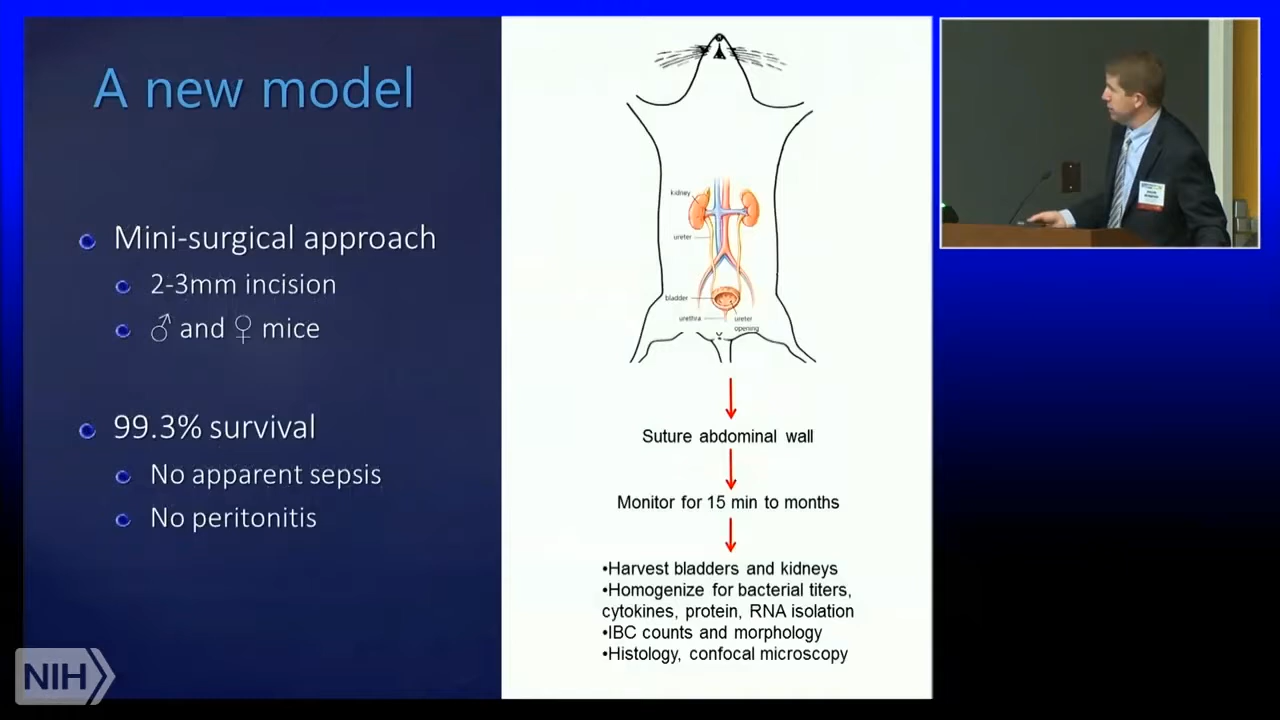 A new model
Mini-surgical approach
2-3mm incision
♂ and ♀ mice
99.3% survival
No apparent sepsis
No peritonitis
kidney
ureter
bladder
urethra
ureter
opening
Suture abdominal wall
Monitor for 15 min to months
•Harvest bladders and kidneys
•Homogenize for bacterial titers,
cytokines, protein, RNA isolation
•IBC counts and morphology
•Histology, confocal microscopy
NIH